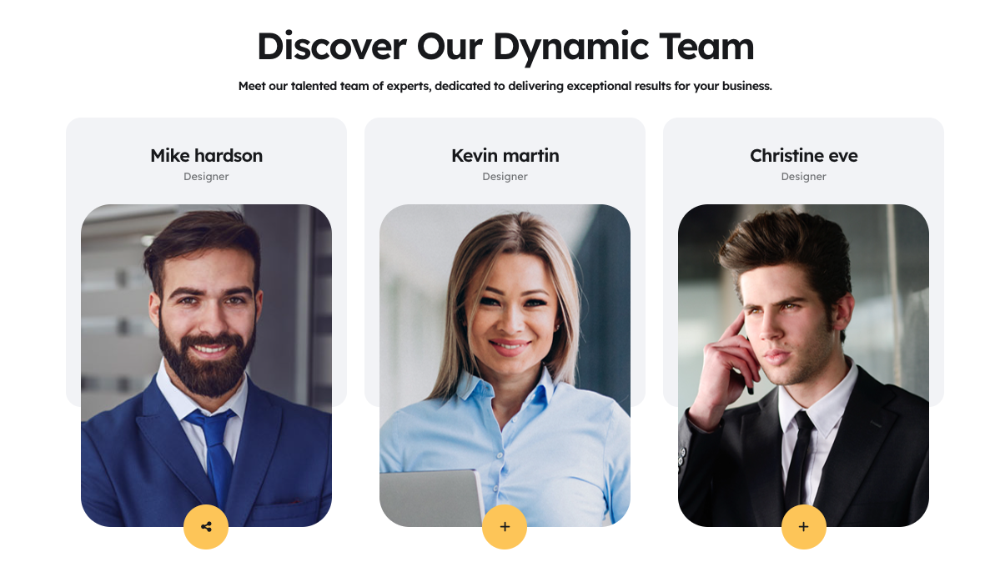 Discover Our Dynamic Team
Meet our talented team of experts, dedicated to delivering exceptional results for your business.
Mike hardson
Designer
Kevin martin
Designer
Christine eve
Designer